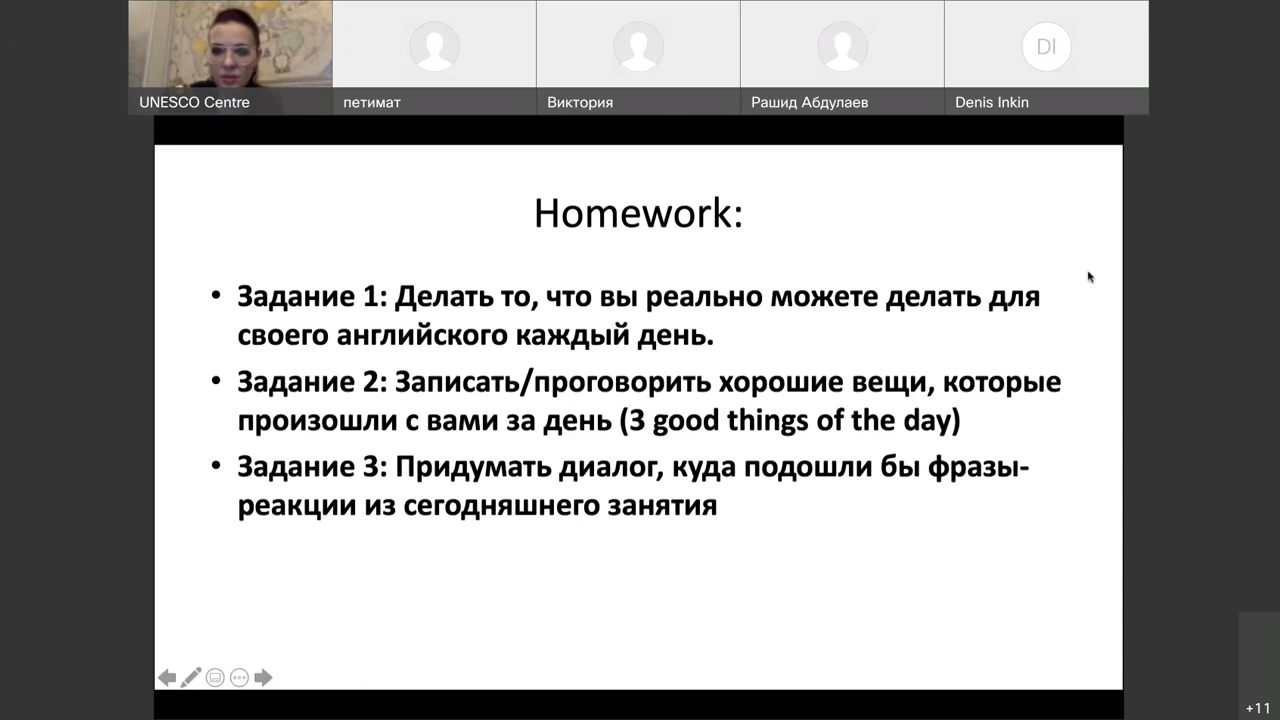 UNESCO Centre
петимат
Виктория
Рашид Абдулаев
DI
Denis Inkin
Homework:
• Задание 1: Делать то, что вы реально можете делать для
своего английского каждый день.
• Задание 2: Записать/проговорить хорошие вещи, которые
произошли с вами за день (3 good things of the day)
• Задание 3: Придумать диалог, куда подошли бы фразы-
реакции из сегодняшнего занятия
+11